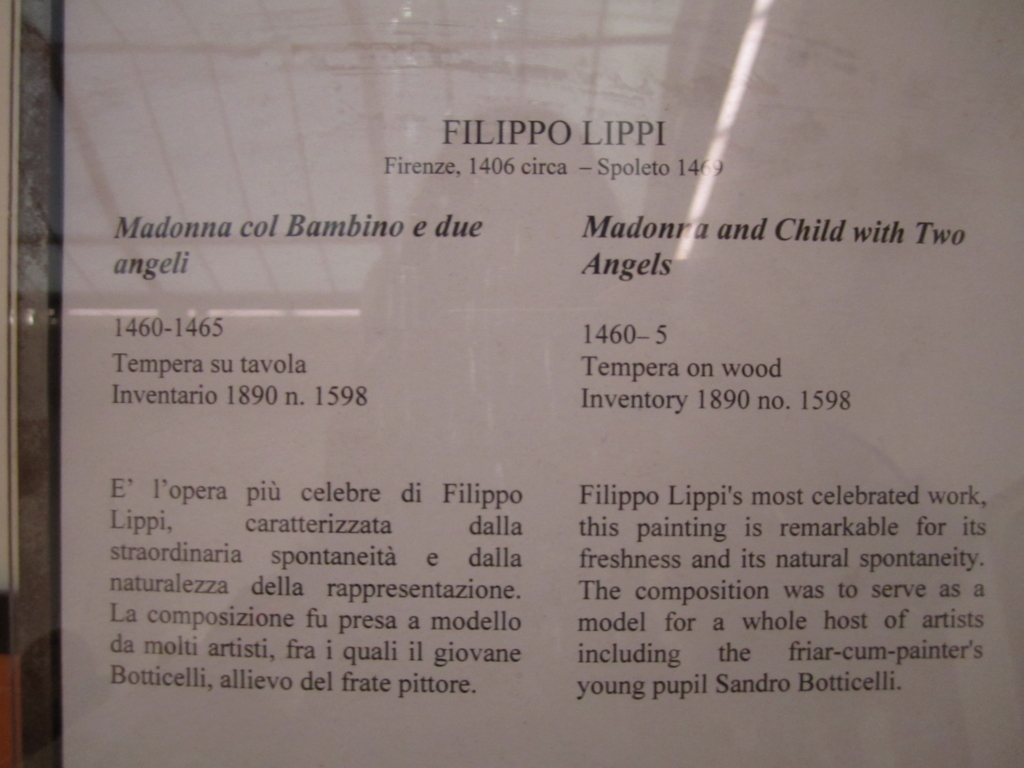 FILIPPO LIPPI
Firenze, 1406 circa – Spoleto 1469
Madonna col Bambino e due
angeli
1460-1465
Tempera su tavola
Inventario 1890 n. 1598
E' l'opera più celebre di Filippo
Lippi, caratterizzata dalla
straordinaria spontaneità e dalla
naturalezza della rappresentazione.
La composizione fu presa a modello
da molti artisti, fra i quali il giovane
Botticelli, allievo del frate pittore.
Madonna and Child with Two
Angels
1460– 5
Tempera on wood
Inventory 1890 no. 1598
Filippo Lippi's most celebrated work,
this painting is remarkable for its
freshness and its natural spontaneity.
The composition was to serve as a
model for a whole host of artists
including the friar-cum-painter's
young pupil Sandro Botticelli.